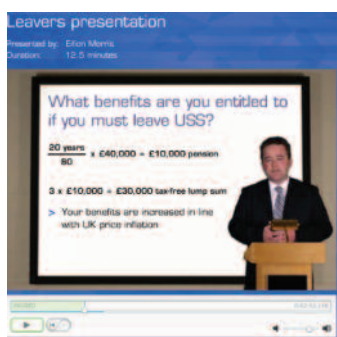 Leavers presentation
Presented by: Eifion Morris
Duration: 12.5 minutes
What benefits are you entitled to
if you must leave USS?
20 years
80
x £40,000 = £10,000 pension
3 x £10,000 = £30,000 tax-free lump sum
> Your benefits are increased in line
with UK price inflation